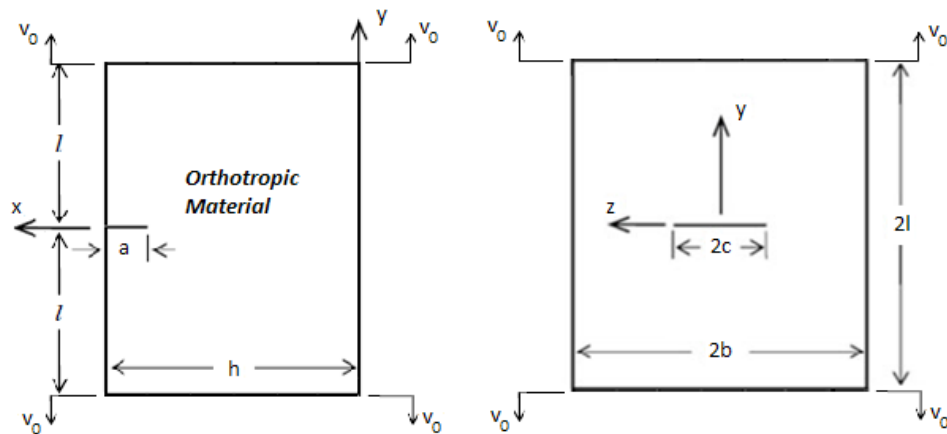 v₀ y v₀
l
Orthotropic
Material
x
a
l
h
v₀ v₀
v₀ v₀
y
z
2c
2l
2b
v₀ v₀